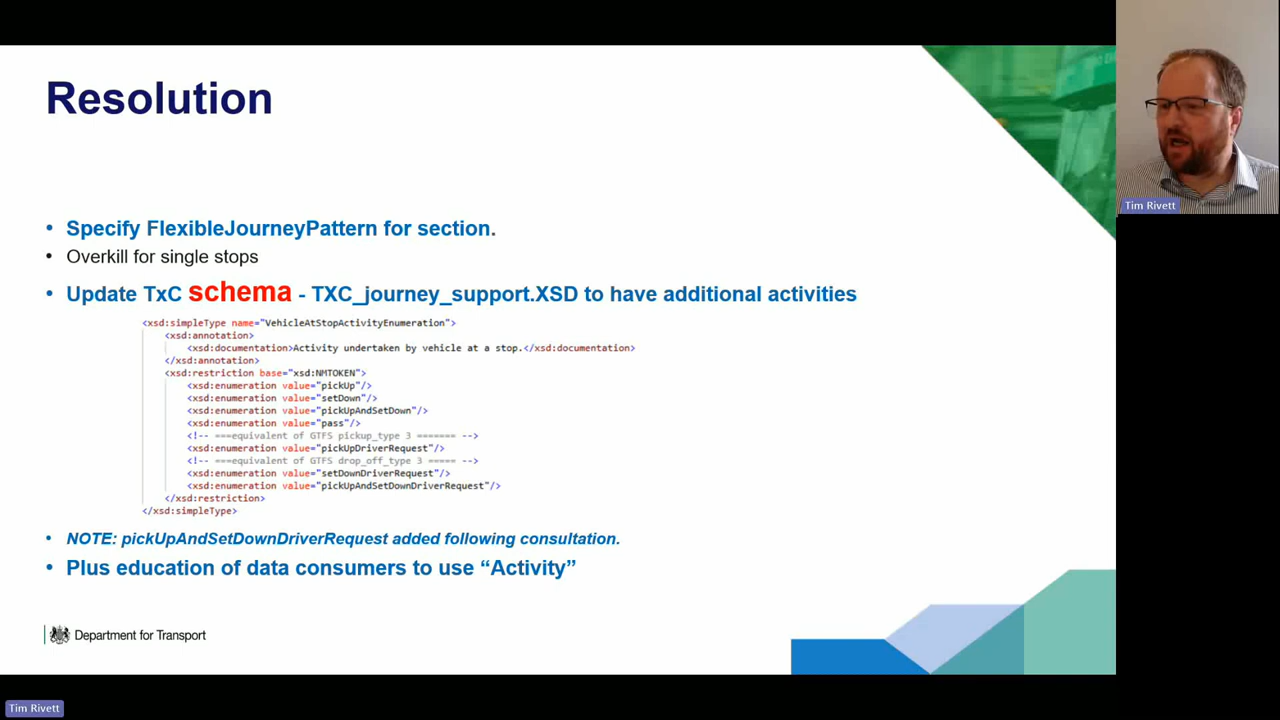 Resolution
• Specify FlexibleJourneyPattern for section.
• Overkill for single stops
• Update TxC schema - TXC_journey_support.XSD to have additional activities
<xsd:simpleType name="VehicleAtStopActivityEnumeration">
<xsd:annotation>
<xsd:documentation>Activity undertaken by vehicle at a stop.</xsd:documentation>
</xsd:annotation>
<xsd:restriction base="xsd:NMTOKEN">
<xsd:enumeration value="pickUp"/>
<xsd:enumeration value="setDown"/>
<xsd:enumeration value="pickUpAndSetDown"/>
<xsd:enumeration value="pass"/>
<!-- ===equivalent of GTFS pickup_type 3 ======= -->
<xsd:enumeration value="pickUpDriverRequest"/>
<!-- ===equivalent of GTFS drop_off_type 3 ===== -->
<xsd:enumeration value="setDownDriverRequest"/>
<xsd:enumeration value="pickUpAndSetDownDriverRequest"/>
</xsd:restriction>
</xsd:simpleType>
• NOTE: pickUpAndSetDownDriverRequest added following consultation.
• Plus education of data consumers to use “Activity”
Department for Transport
Tim Rivett
Tim Rivett